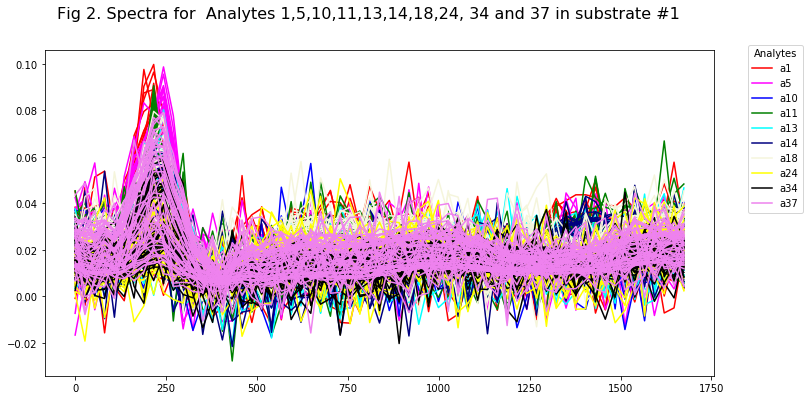 Fig 2. Spectra for  Analytes 1,5,10,11,13,14,18,24, 34 and 37 in substrate #1
Analytes
a1
a5
a10
a11
a13
a14
a18
a24
a34
a37
0.10
0.08
0.06
0.04
0.02
0.00
−0.02
0 250 500 750 1000 1250 1500 1750